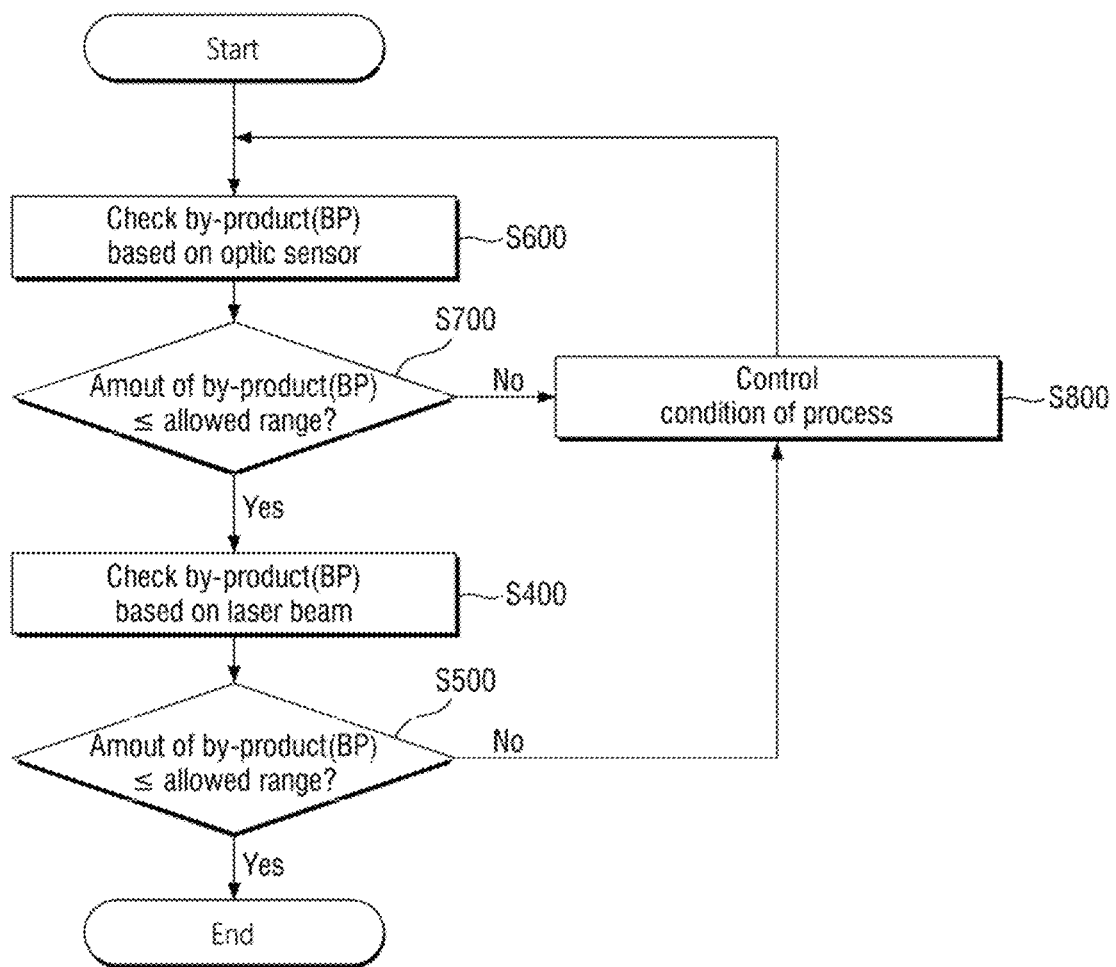 Start
Check by-product(BP)
based on optic sensor
S600
S700
Amout of by-product(BP)
≤ allowed range?
No
Control
condition of process
S800
Yes
Check by-product(BP)
based on laser beam
S400
S500
Amout of by-product(BP)
≤ allowed range?
No
Yes
End